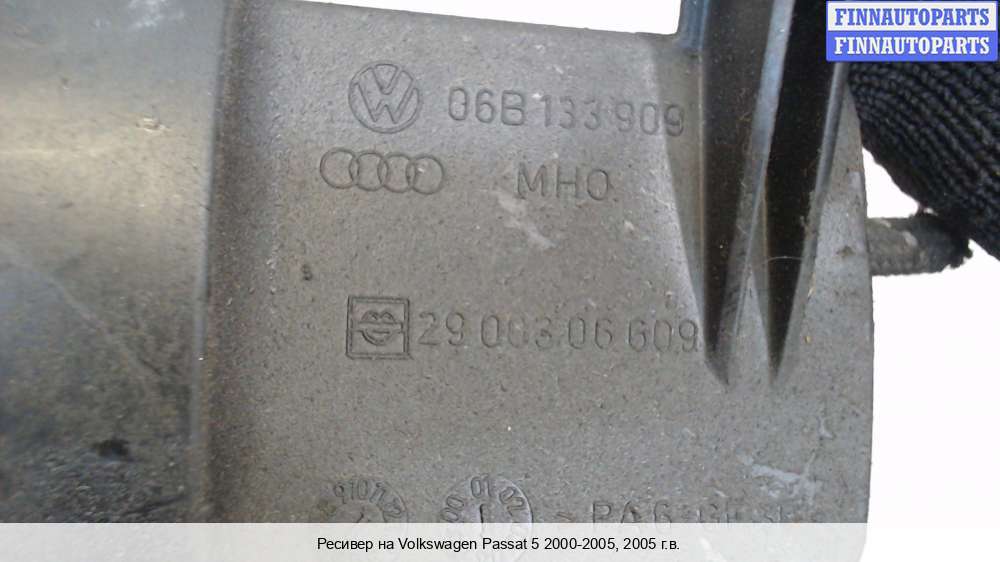 FINNAUTOPARTS
FINNAUTOPARTS
06B 133 909
MHO
29 003 06 609
Ресивер на Volkswagen Passat 5 2000-2005, 2005 г.в.